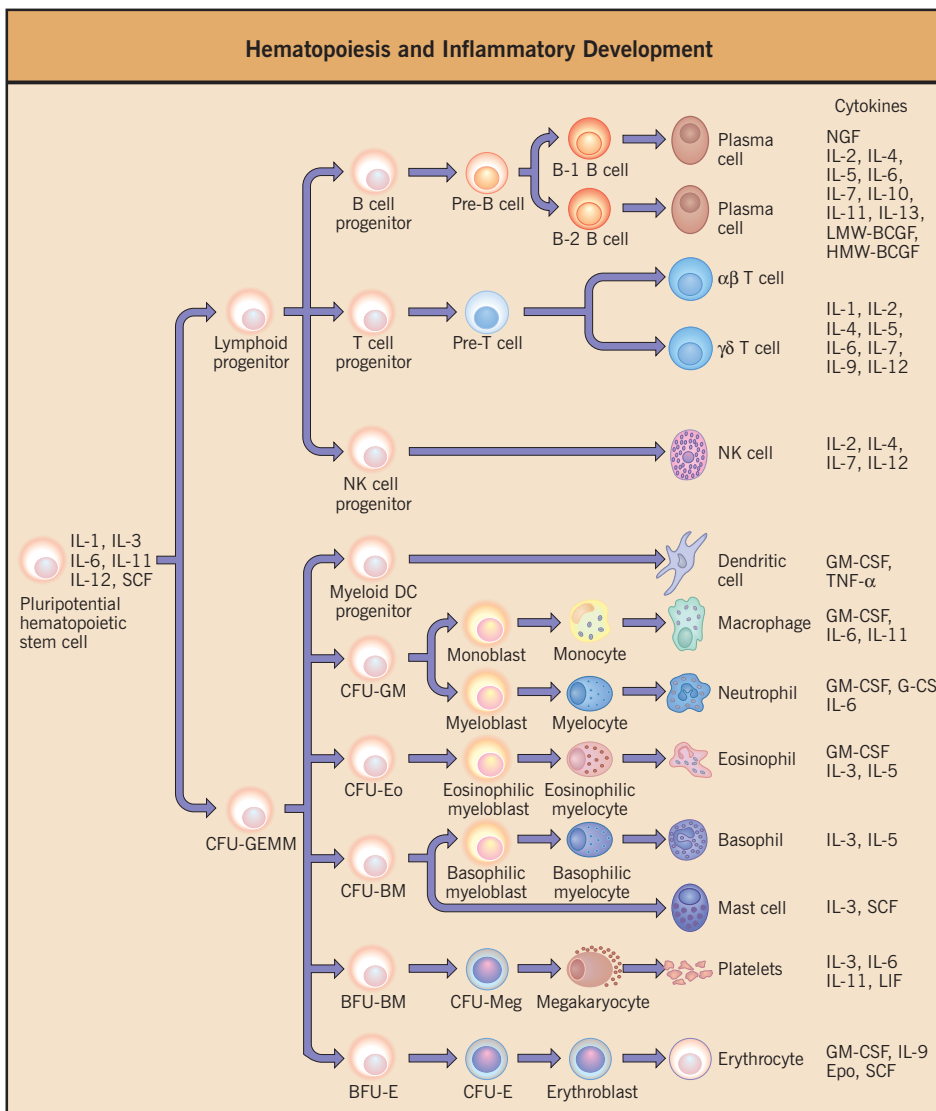 Hematopoiesis and Inflammatory Development
Cytokines
B cell
progenitor
Pre-B cell
B-1 B cell
Plasma
cell
B-2 B cell
Plasma
cell
NGF
IL-2, IL-4,
IL-5, IL-6,
IL-7, IL-10,
IL-11, IL-13,
LMW-BCGF,
HMW-BCGF
Lymphoid
progenitor
T cell
progenitor
Pre-T cell
αβ T cell
γδ T cell
IL-1, IL-2,
IL-4, IL-5,
IL-6, IL-7,
IL-9, IL-12
NK cell
progenitor
NK cell
IL-2, IL-4,
IL-7, IL-12
IL-1, IL-3
IL-6, IL-11
IL-12, SCF
Pluripotential
hematopoietic
stem cell
Myeloid DC
progenitor
Dendritic
cell
GM-CSF,
TNF-α
CFU-GM
Monoblast
Monocyte
Macrophage
GM-CSF,
IL-6, IL-11
Myeloblast
Myelocyte
Neutrophil
GM-CSF, G-CS
IL-6
CFU-GEMM
CFU-Eo
Eosinophilic
myeloblast
Eosinophilic
myelocyte
Eosinophil
GM-CSF
IL-3, IL-5
CFU-BM
Basophilic
myeloblast
Basophilic
myelocyte
Basophil
IL-3, IL-5
Mast cell
IL-3, SCF
BFU-BM
CFU-Meg
Megakaryocyte
Platelets
IL-3, IL-6
IL-11, LIF
BFU-E
CFU-E
Erythroblast
Erythrocyte
GM-CSF, IL-9
Epo, SCF